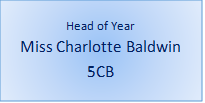 Head of Year
Miss Charlotte Baldwin
5CB